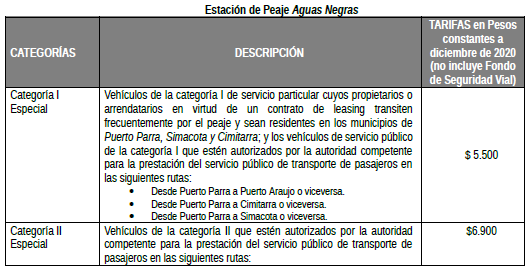 Estación de Peaje Aguas Negras
CATEGORÍAS
DESCRIPCIÓN
TARIFAS en Pesos
constantes a
diciembre de 2020
(no incluye Fondo
de Seguridad Vial)
Categoría I
Especial
Vehículos de la categoría I de servicio particular cuyos propietarios o
arrendatarios en virtud de un contrato de leasing transiten
frecuentemente por el peaje y sean residentes en los municipios de
Puerto Parra, Simacota y Cimitarra; y los vehículos de servicio público
de la categoría I que estén autorizados por la autoridad competente
para la prestación del servicio público de transporte de pasajeros en
las siguientes rutas:
• Desde Puerto Parra a Puerto Araujo o viceversa.
• Desde Puerto Parra a Cimitarra o viceversa.
• Desde Puerto Parra a Simacota o viceversa.
$ 5.500
Categoría II
Especial
Vehículos de la categoría II que estén autorizados por la autoridad
competente para la prestación del servicio público de transporte de
pasajeros en las siguientes rutas:
$6.900